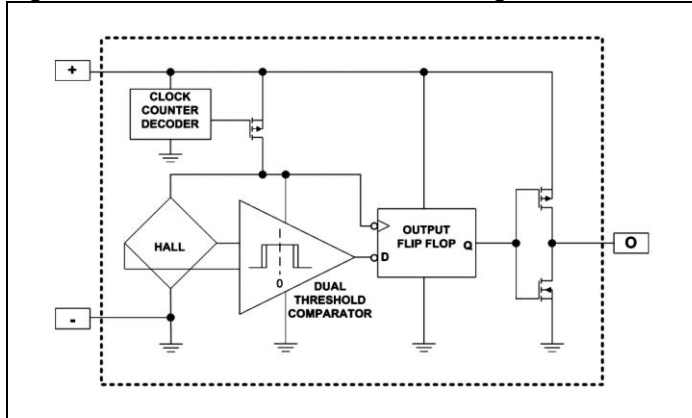 +
CLOCK
COUNTER
DECODER
HALL
0
DUAL
THRESHOLD
COMPARATOR
D
OUTPUT
FLIP FLOP
Q
O
-